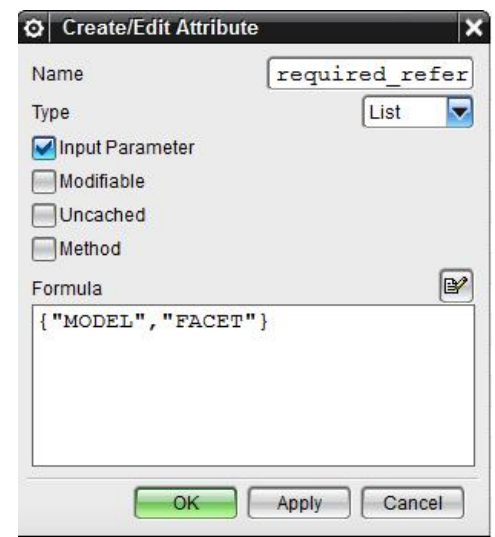 Create/Edit Attribute
Name required_refer
Type List
Input Parameter
Modifiable
Uncached
Method
Formula
{"MODEL","FACET"}
OK Apply Cancel